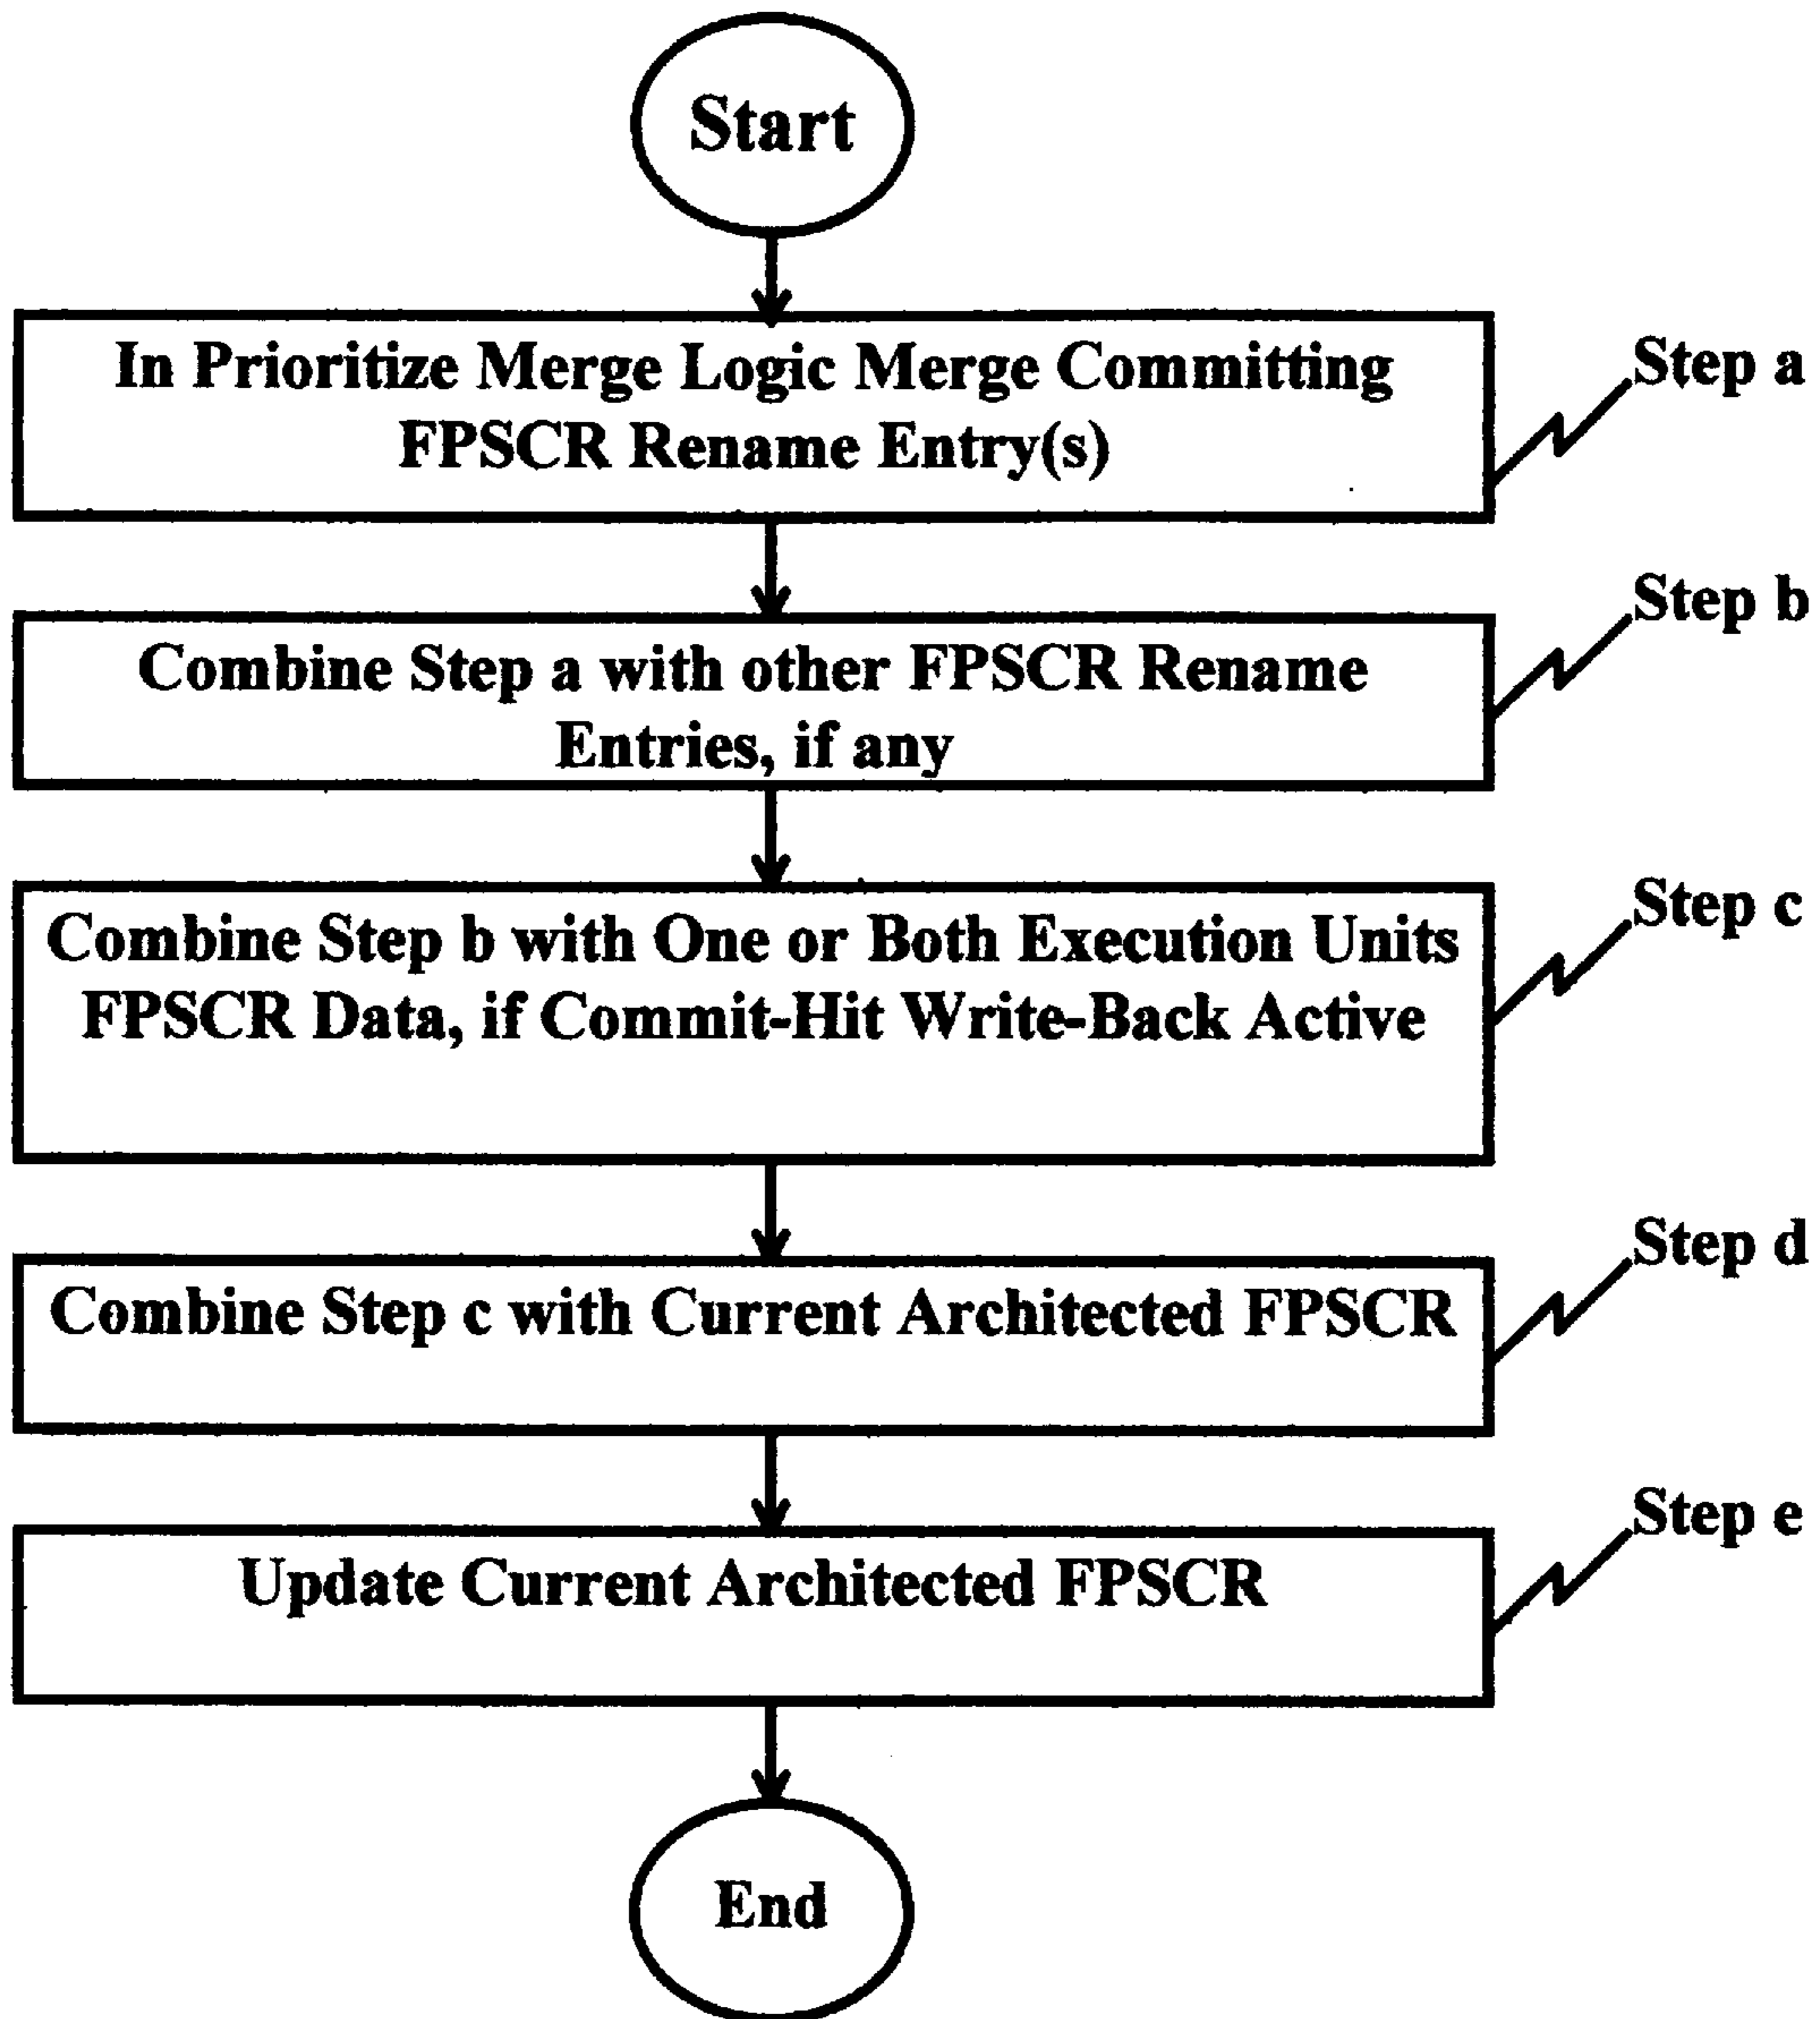 Start
In Prioritize Merge Logic Merge Committing
FPSCR Rename Entry(s)
Step a
Combine Step a with other FPSCR Rename
Entries, if any
Step b
Combine Step b with One or Both Execution Units
FPSCR Data, if Commit-Hit Write-Back Active
Step c
Combine Step c with Current Architected FPSCR
Step d
Update Current Architected FPSCR
Step e
End